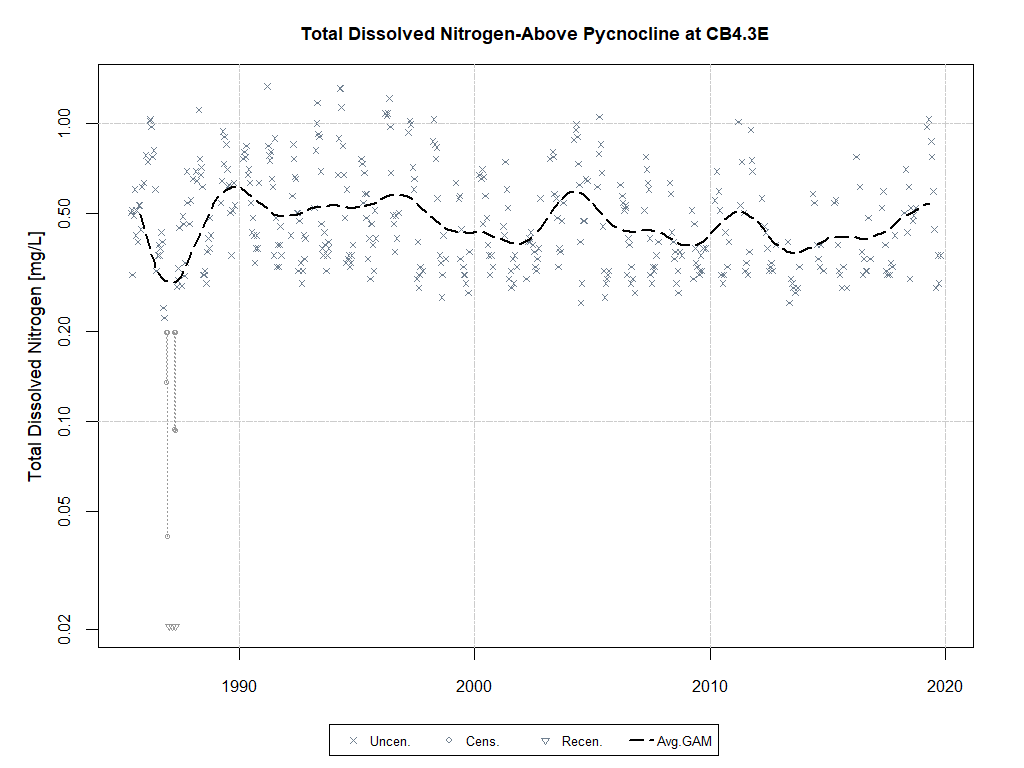 Total Dissolved Nitrogen-Above Pycnocline at CB4.3E
Total Dissolved Nitrogen [mg/L]
1.00
0.50
0.20
0.10
0.05
0.02
1990 2000 2010 2020
Uncen. Cens. Recen. Avg.GAM